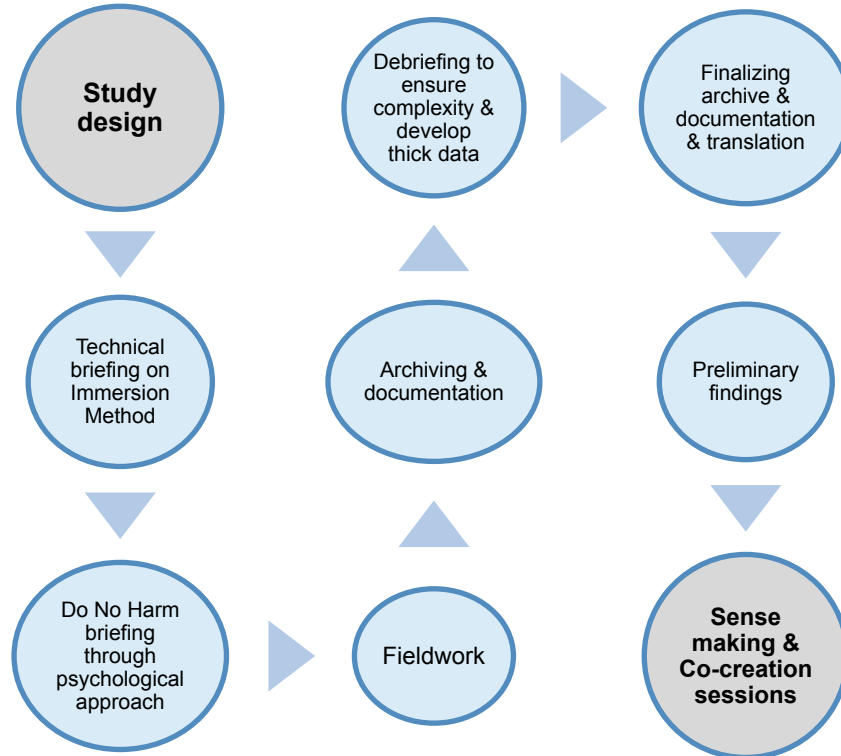 Study
design
Technical
briefing on
Immersion
Method
Do No Harm
briefing
through
psychological
approach
Fieldwork
Archiving &
documentation
Debriefing to
ensure
complexity &
develop
thick data
Finalizing
archive &
documentation
& translation
Preliminary
findings
Sense
making &
Co-creation
sessions